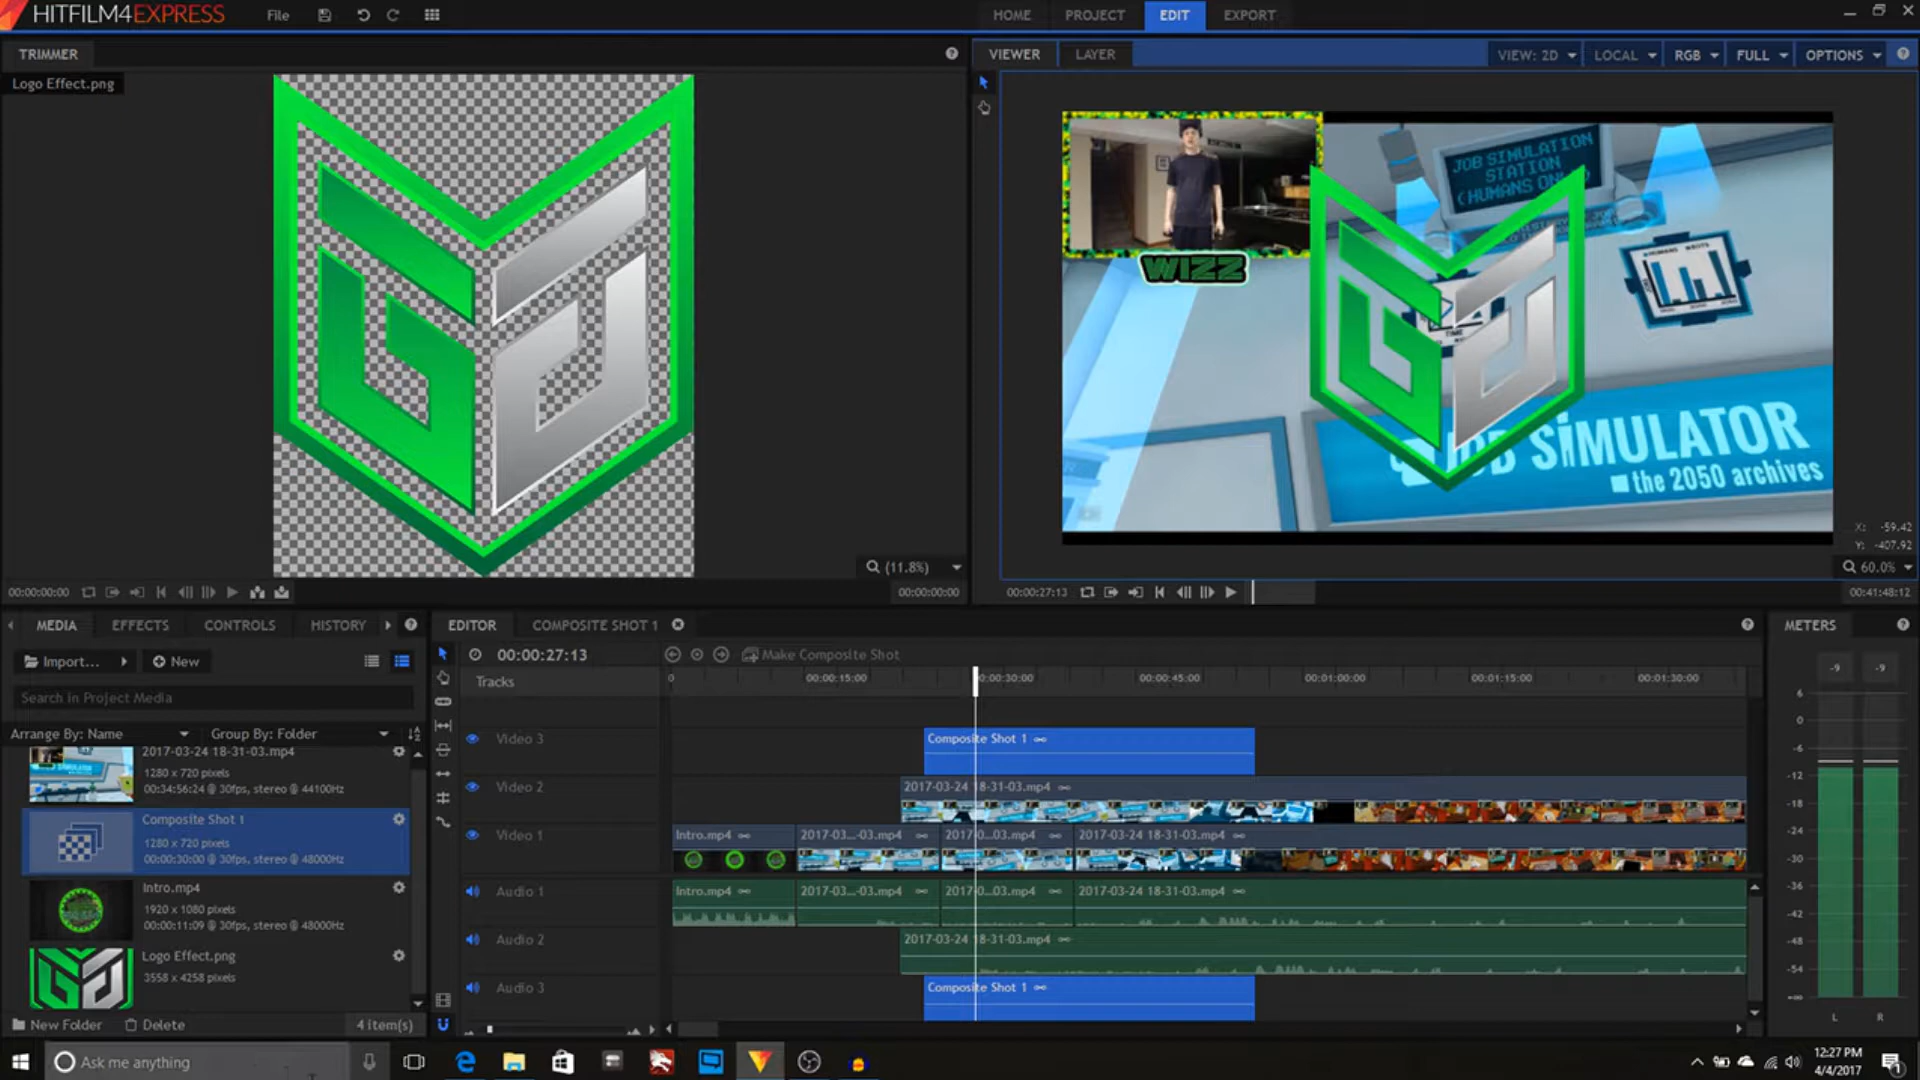 HITFILM4EXPRESS
File
HOME
PROJECT
EDIT
EXPORT
TRIMMER
Logo Effect.png
(11.8%)
00:00:00:00
00:00:00:00
VIEWER
LAYER
VIEW: 2D
LOCAL
RGB
FULL
OPTIONS
JOB SIMULATION
STATION
WIZZ
TIME
JOB SIMULATOR
the 2050 archives
X: -59.42
Y: -407.92
60.0%
00:00:27:13
00:41:48:12
MEDIA
EFFECTS
CONTROLS
HISTORY
Import...
New
Search in Project Media
Arrange By: Name
Group By: Folder
2017-03-24 18-31-03.mp4
1280 x 720 pixels
00:34:56:24 @ 30fps, stereo @ 44100Hz
Composite Shot 1
1280 x 720 pixels
00:00:30:00 @ 30fps, stereo @ 48000Hz
Intro.mp4
1920 x 1080 pixels
00:00:11:09 @ 30fps, stereo @ 48000Hz
Logo Effect.png
3558 x 4258 pixels
New Folder
Delete
4 item(s)
EDITOR
COMPOSITE SHOT 1
00:00:27:13
Make Composite Shot
Tracks
0
00:00:15:00
00:00:30:00
00:00:45:00
00:01:00:00
00:01:15:00
00:01:30:00
Video 3
Composite Shot 1
Video 2
2017-03-24 18-31-03.mp4
Video 1
Intro.mp4
2017-03...-03.mp4
2017-0...03.mp4
2017-03-24 18-31-03.mp4
Audio 1
Intro.mp4
2017-03...-03.mp4
2017-0...03.mp4
2017-03-24 18-31-03.mp4
Audio 2
2017-03-24 18-31-03.mp4
Audio 3
Composite Shot 1
METERS
-9
-9
6
0
-6
-12
-18
-24
-30
-36
-42
-48
-54
-∞
L
R
Ask me anything
12:27 PM
4/4/2017
1